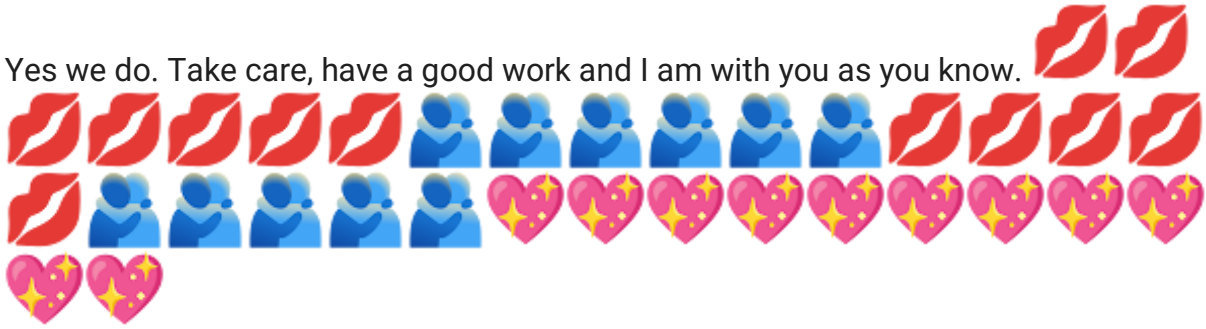 Yes we do. Take care, have a good work and I am with you as you know. 💋💋
💋💋💋💋💋🫂🫂🫂🫂🫂🫂💋💋💋💋
💋🫂🫂🫂🫂🫂💖💖💖💖💖💖💖💖💖
💖💖